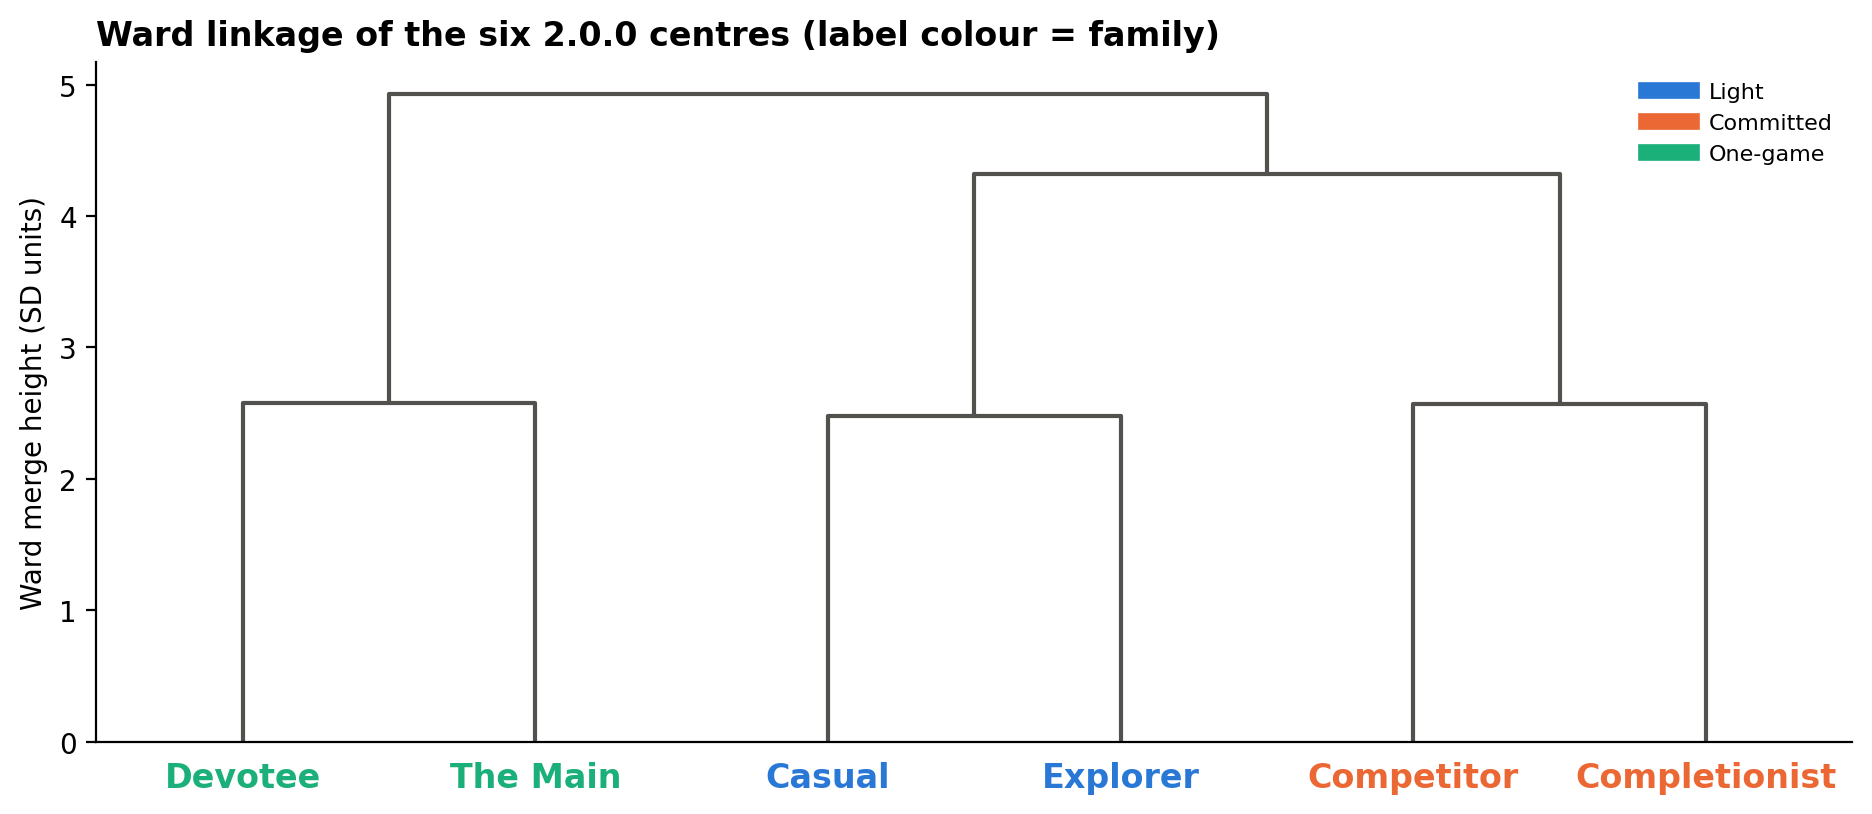 Ward linkage of the six 2.0.0 centres (label colour = family)
Light
Committed
One-game
Ward merge height (SD units)
5
4
3
2
1
0
Devotee The Main Casual Explorer Competitor Completionist